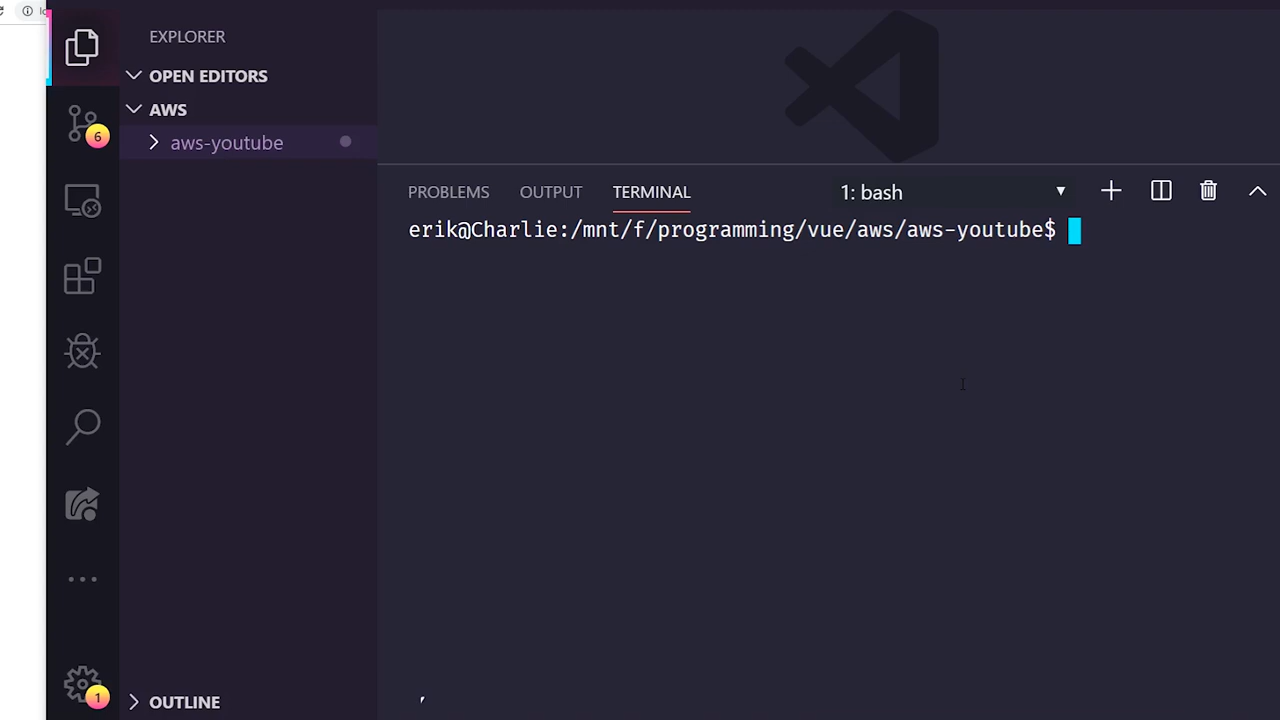 EXPLORER
OPEN EDITORS
AWS
6
aws-youtube
PROBLEMS OUTPUT TERMINAL 1: bash
erik@Charlie:/mnt/f/programming/vue/aws/aws-youtube$
1
OUTLINE